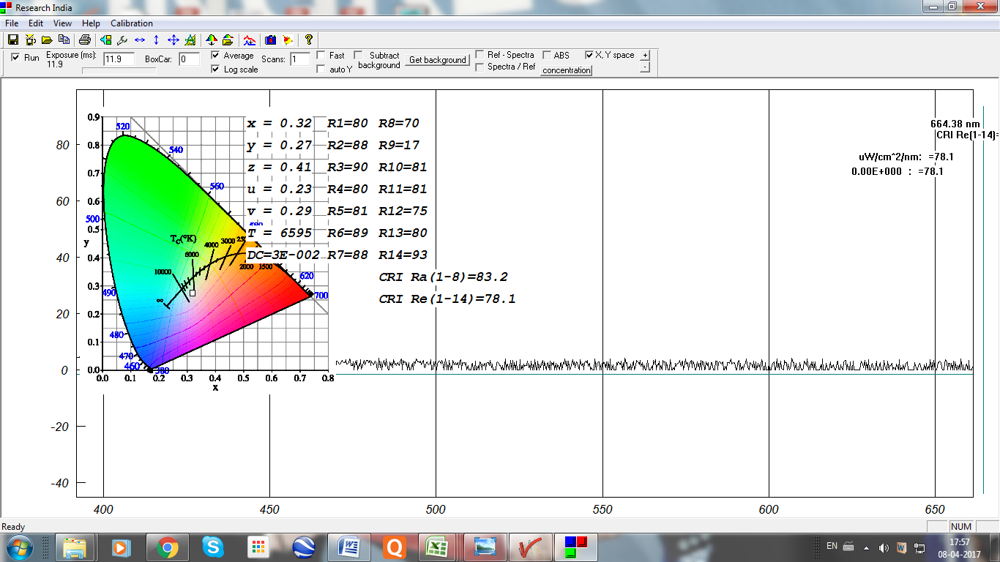 Research India
File Edit View Help Calibration
Run Exposure (ms): 11.9 BoxCar: 0 Average Scans: 1 Fast Subtract background Get background Ref - Spectra ABS X, Y space +
11.9 Log scale auto Y Spectra / Ref concentration -
x = 0.32 R1=80 R8=70
y = 0.27 R2=88 R9=17
z = 0.41 R3=90 R10=81
u = 0.23 R4=80 R11=81
v = 0.29 R5=81 R12=75
T = 6595 R6=89 R13=80
DC=3E-002 R7=88 R14=93
CRI Ra(1-8)=83.2
CRI Re(1-14)=78.1
664.38 nm
CRI Re(1-14)=
uW/cm^2/nm: =78.1
0.00E+000 : =78.1
80
60
40
20
0
-20
-40
400 450 500 550 600 650
0.9
0.8
0.7
0.6
0.5
0.4
0.3
0.2
0.1
0.0
y
0.0 0.1 0.2 0.3 0.4 0.5 0.6 0.7 0.8
x
520
540
560
500
490
480
470
460
380
620
700
Tc(°K)
∞
10000
6000
4000
3000
2000
1500
Ready NUM
EN
17:57
08-04-2017